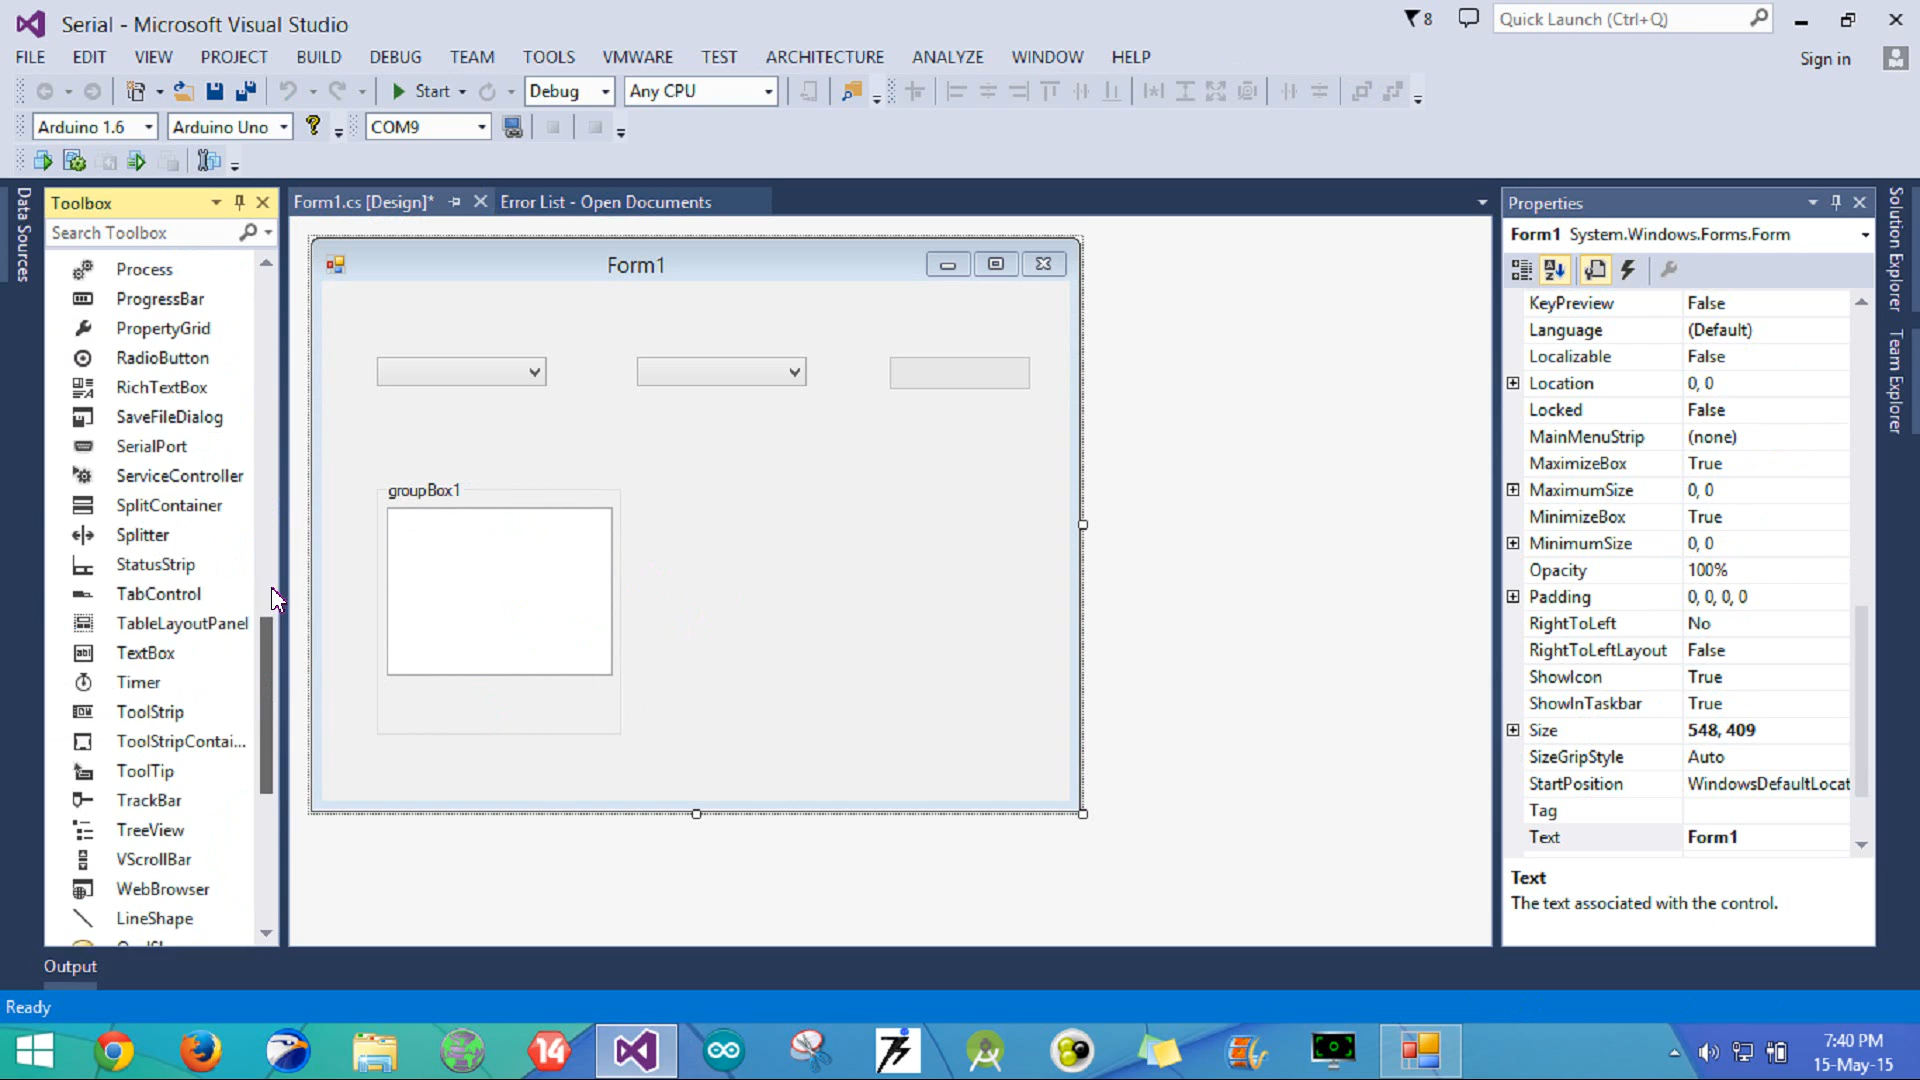 Serial - Microsoft Visual Studio
8
Quick Launch (Ctrl+Q)
FILE EDIT VIEW PROJECT BUILD DEBUG TEAM TOOLS VMWARE TEST ARCHITECTURE ANALYZE WINDOW HELP
Sign in
Start Debug Any CPU
Arduino 1.6 Arduino Uno ? COM9
Data Sources
Toolbox
Search Toolbox
Process
ProgressBar
PropertyGrid
RadioButton
RichTextBox
SaveFileDialog
SerialPort
ServiceController
SplitContainer
Splitter
StatusStrip
TabControl
TableLayoutPanel
TextBox
Timer
ToolStrip
ToolStripContai...
ToolTip
TrackBar
TreeView
VScrollBar
WebBrowser
LineShape
Form1.cs [Design]*
Error List - Open Documents
Form1
groupBox1
Properties
Form1 System.Windows.Forms.Form
KeyPreview False
Language (Default)
Localizable False
Location 0, 0
Locked False
MainMenuStrip (none)
MaximizeBox True
MaximumSize 0, 0
MinimizeBox True
MinimumSize 0, 0
Opacity 100%
Padding 0, 0, 0, 0
RightToLeft No
RightToLeftLayout False
ShowIcon True
ShowInTaskbar True
Size 548, 409
SizeGripStyle Auto
StartPosition WindowsDefaultLocat
Tag
Text Form1
Text
The text associated with the control.
Solution Explorer
Team Explorer
Output
Ready
14
7:40 PM
15-May-15